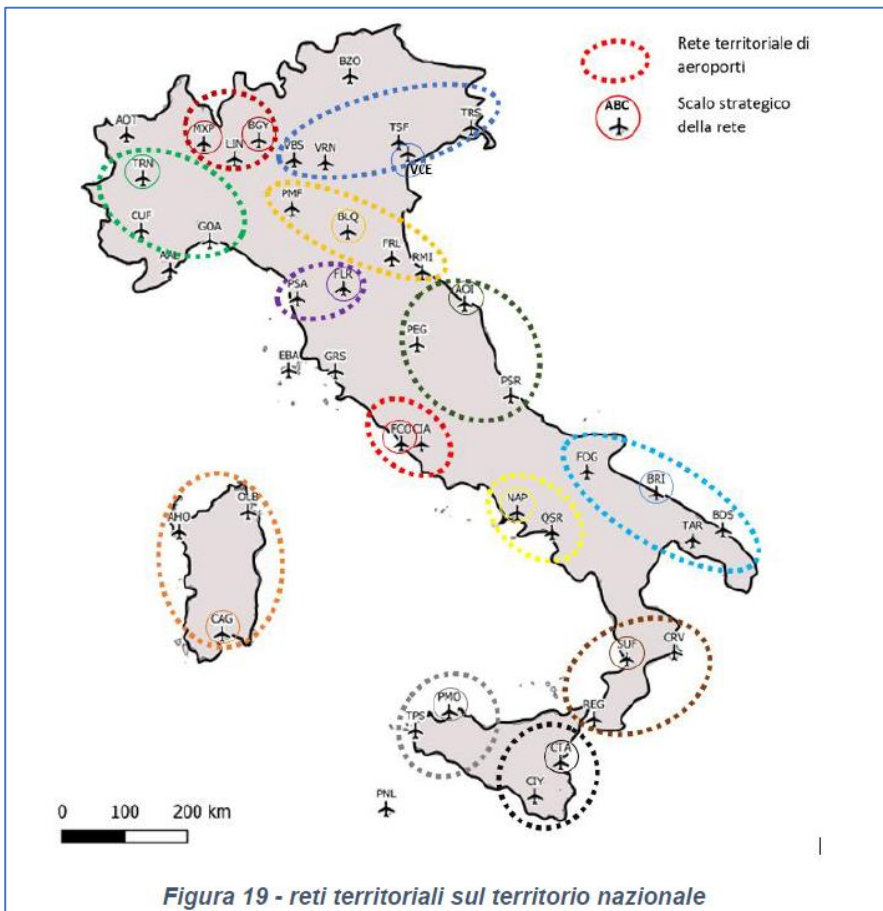 Rete territoriale di
aeroporti
ABC
Scalo strategico
della rete
BZO
AOT
MXP
LIN
BGY
VBS
VRN
TSF
TRS
VCE
TRN
CUF
GOA
PMF
BLQ
FRL
RMI
PSA
FLR
AOI
PEG
PSR
EBA
GRS
FCO
CIA
FOG
BRI
NAP
QSR
TAR
BDS
OLB
AHO
CAG
SUF
CRV
REG
PMO
TPS
CTA
CIY
PNL
0 100 200 km
Figura 19 - reti territoriali sul territorio nazionale